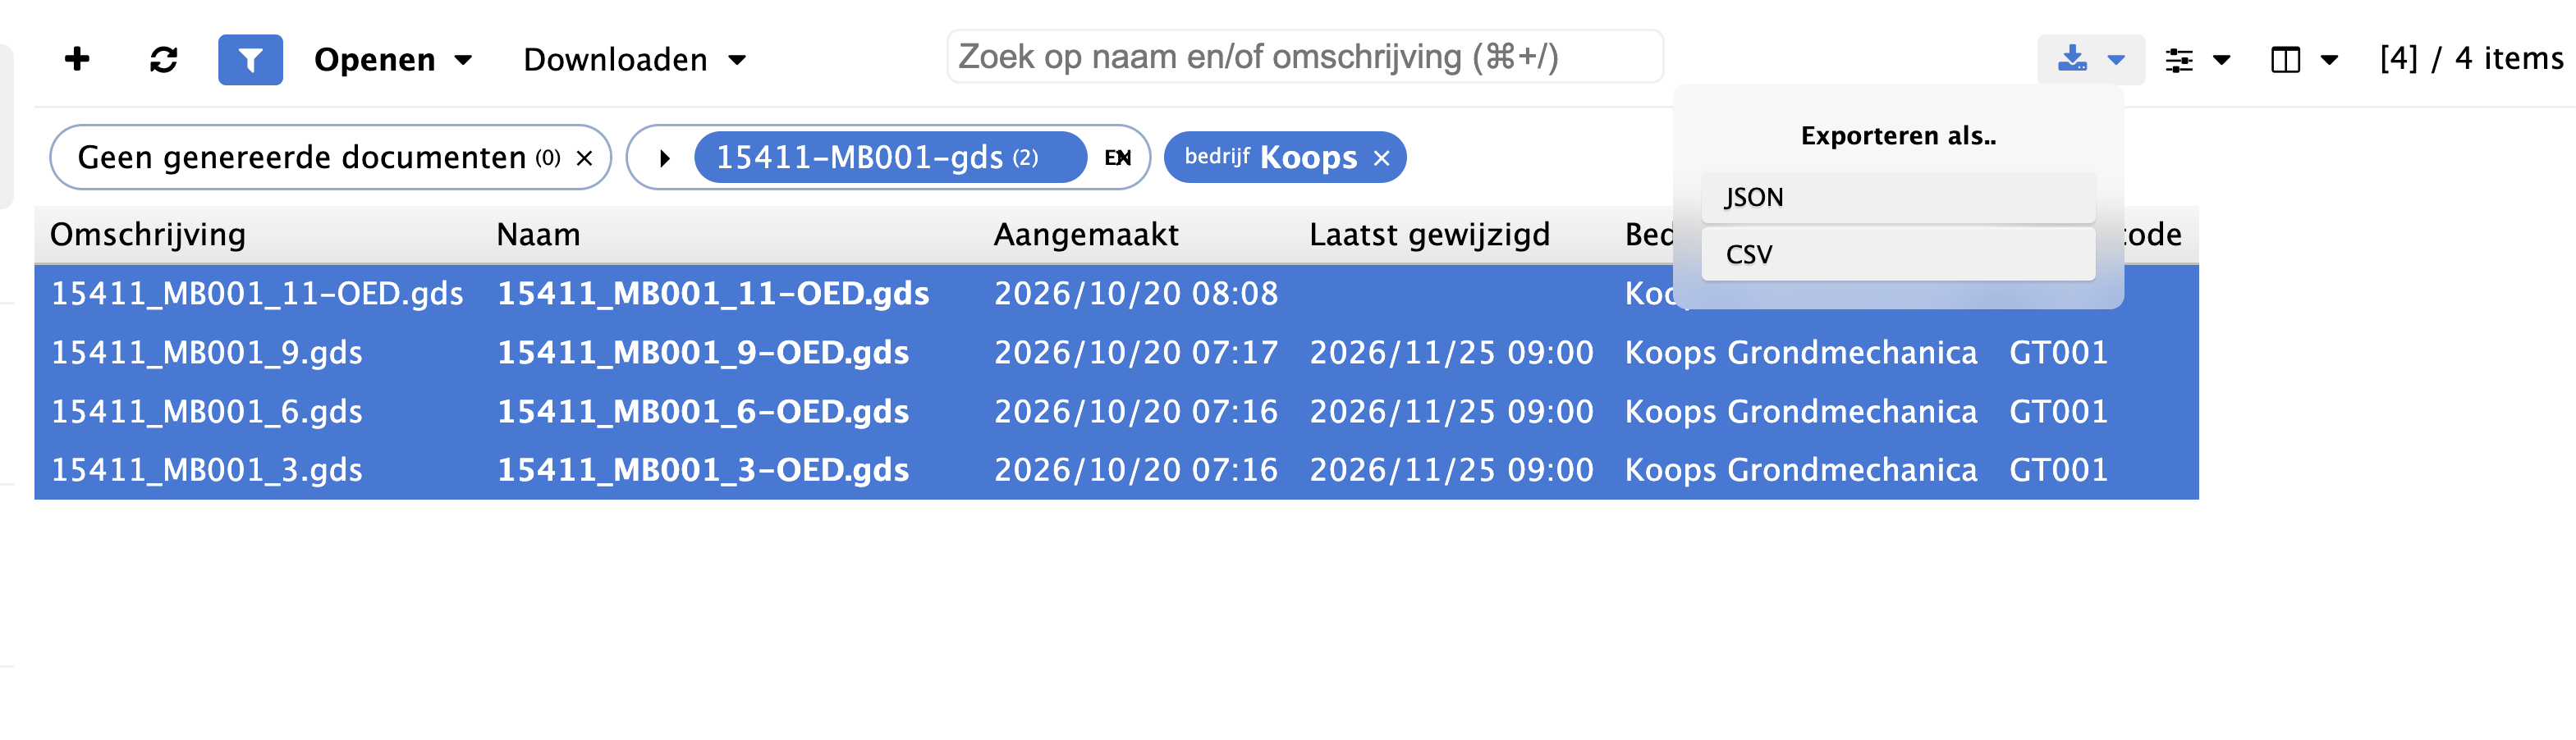 Openen Downloaden Zoek op naam en/of omschrijving (⌘+/) [4] / 4 items
Exporteren als..
JSON
CSV
Geen genereerde documenten (0) × 15411-MB001-gds (2) bedrijf Koops ×
Omschrijving Naam Aangemaakt Laatst gewijzigd
15411_MB001_11-OED.gds 15411_MB001_11-OED.gds 2026/10/20 08:08
15411_MB001_9.gds 15411_MB001_9-OED.gds 2026/10/20 07:17 2026/11/25 09:00 Koops Grondmechanica GT001
15411_MB001_6.gds 15411_MB001_6-OED.gds 2026/10/20 07:16 2026/11/25 09:00 Koops Grondmechanica GT001
15411_MB001_3.gds 15411_MB001_3-OED.gds 2026/10/20 07:16 2026/11/25 09:00 Koops Grondmechanica GT001